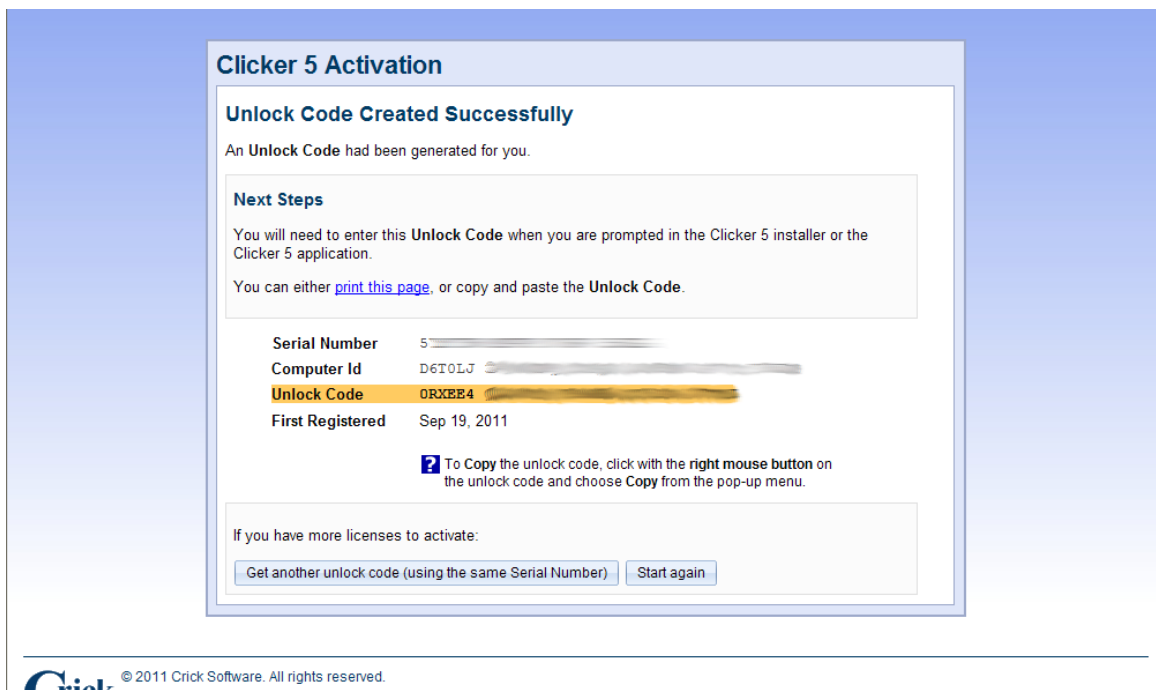 Clicker 5 Activation
Unlock Code Created Successfully
An Unlock Code had been generated for you.
Next Steps
You will need to enter this Unlock Code when you are prompted in the Clicker 5 installer or the
Clicker 5 application.
You can either print this page, or copy and paste the Unlock Code.
Serial Number 5
Computer Id D6T0LJ
Unlock Code 0RXEE4
First Registered Sep 19, 2011
? To Copy the unlock code, click with the right mouse button on
the unlock code and choose Copy from the pop-up menu.
If you have more licenses to activate:
Get another unlock code (using the same Serial Number) Start again
Crick © 2011 Crick Software. All rights reserved.